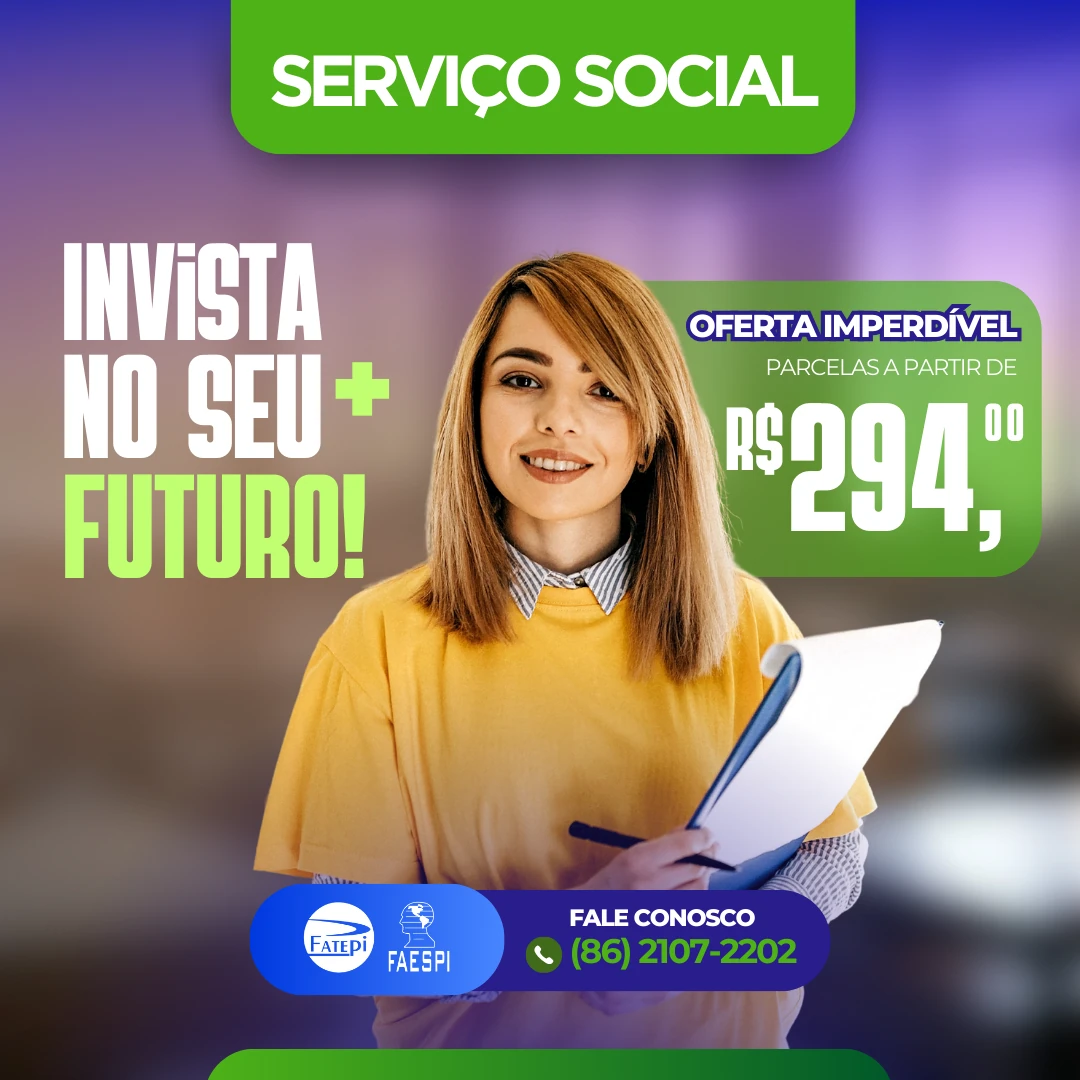 SERVIÇO SOCIAL
INViSTA
NO SEU +
FUTURO!
OFERTA IMPERDÍVEL
PARCELAS A PARTIR DE
R$294,00
FATEPi
FAESPI
FALE CONOSCO
(86) 2107-2202